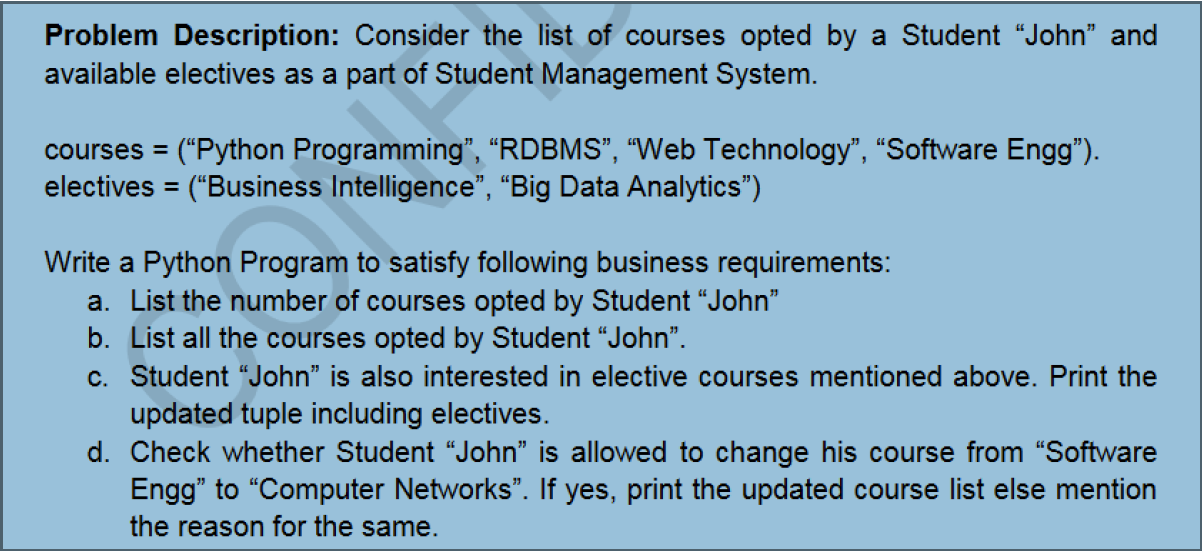 Problem Description: Consider the list of courses opted by a Student “John” and
available electives as a part of Student Management System.
courses = (“Python Programming”, “RDBMS”, “Web Technology”, “Software Engg”).
electives = (“Business Intelligence”, “Big Data Analytics”)
Write a Python Program to satisfy following business requirements:
a. List the number of courses opted by Student “John”
b. List all the courses opted by Student “John”.
c. Student “John” is also interested in elective courses mentioned above. Print the
updated tuple including electives.
d. Check whether Student “John” is allowed to change his course from “Software
Engg” to “Computer Networks”. If yes, print the updated course list else mention
the reason for the same.